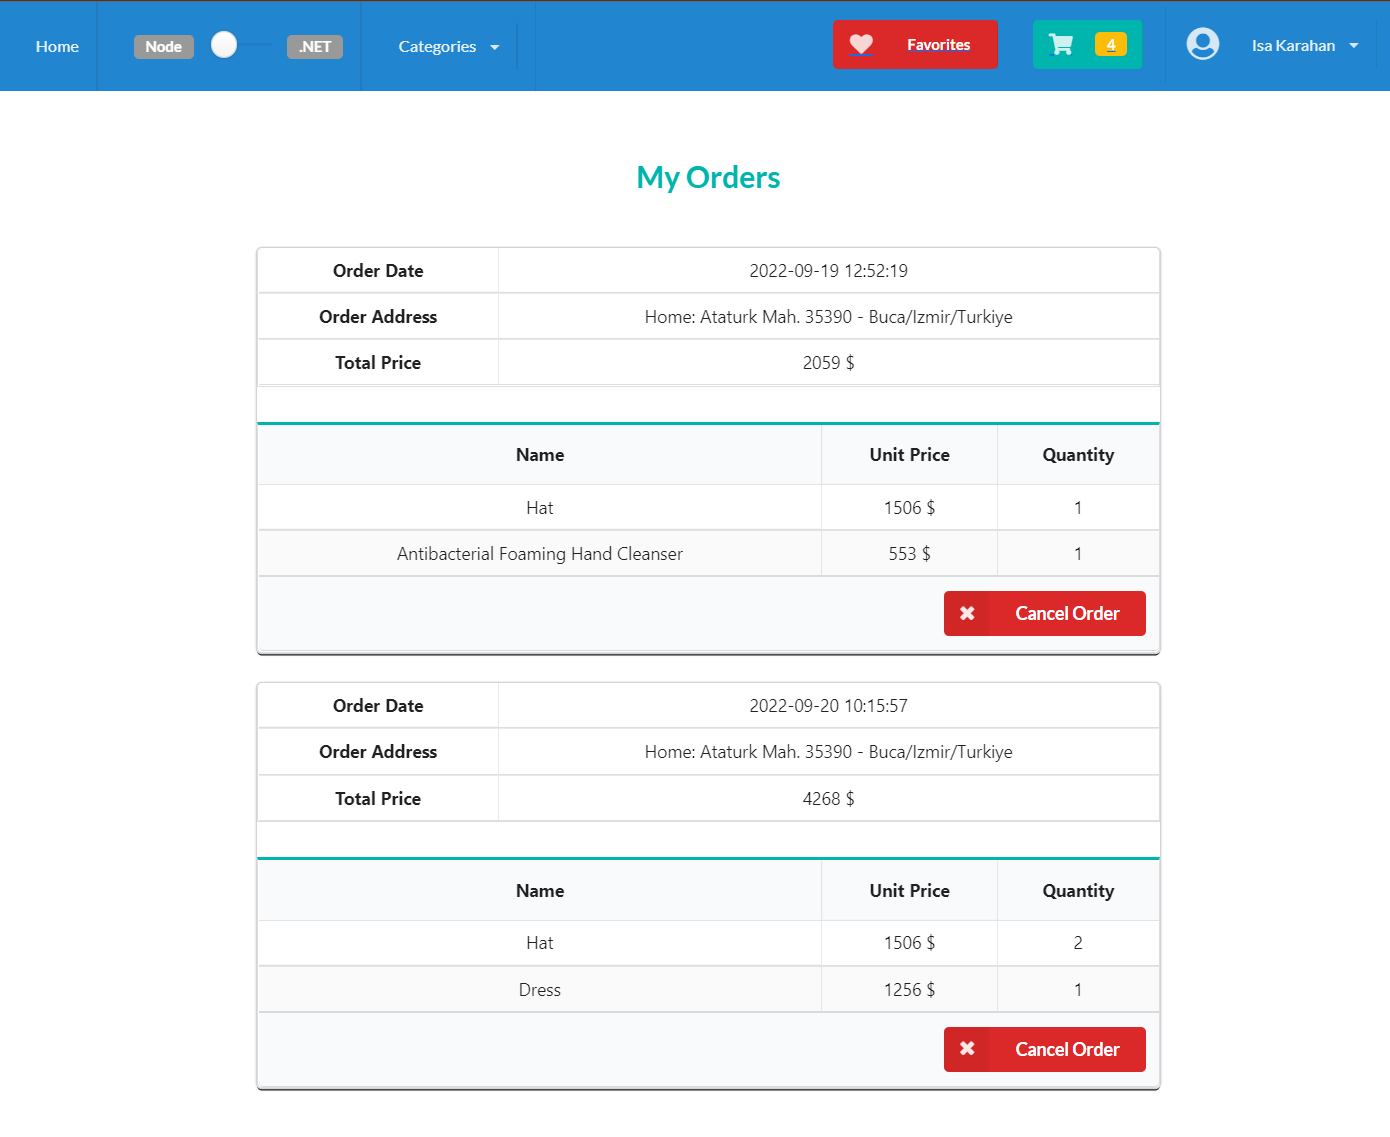 Home Node .NET Categories Favorites 4 Isa Karahan
My Orders
Order Date 2022-09-19 12:52:19
Order Address Home: Ataturk Mah. 35390 - Buca/Izmir/Turkiye
Total Price 2059 $
Name Unit Price Quantity
Hat 1506 $ 1
Antibacterial Foaming Hand Cleanser 553 $ 1
Cancel Order
Order Date 2022-09-20 10:15:57
Order Address Home: Ataturk Mah. 35390 - Buca/Izmir/Turkiye
Total Price 4268 $
Name Unit Price Quantity
Hat 1506 $ 2
Dress 1256 $ 1
Cancel Order